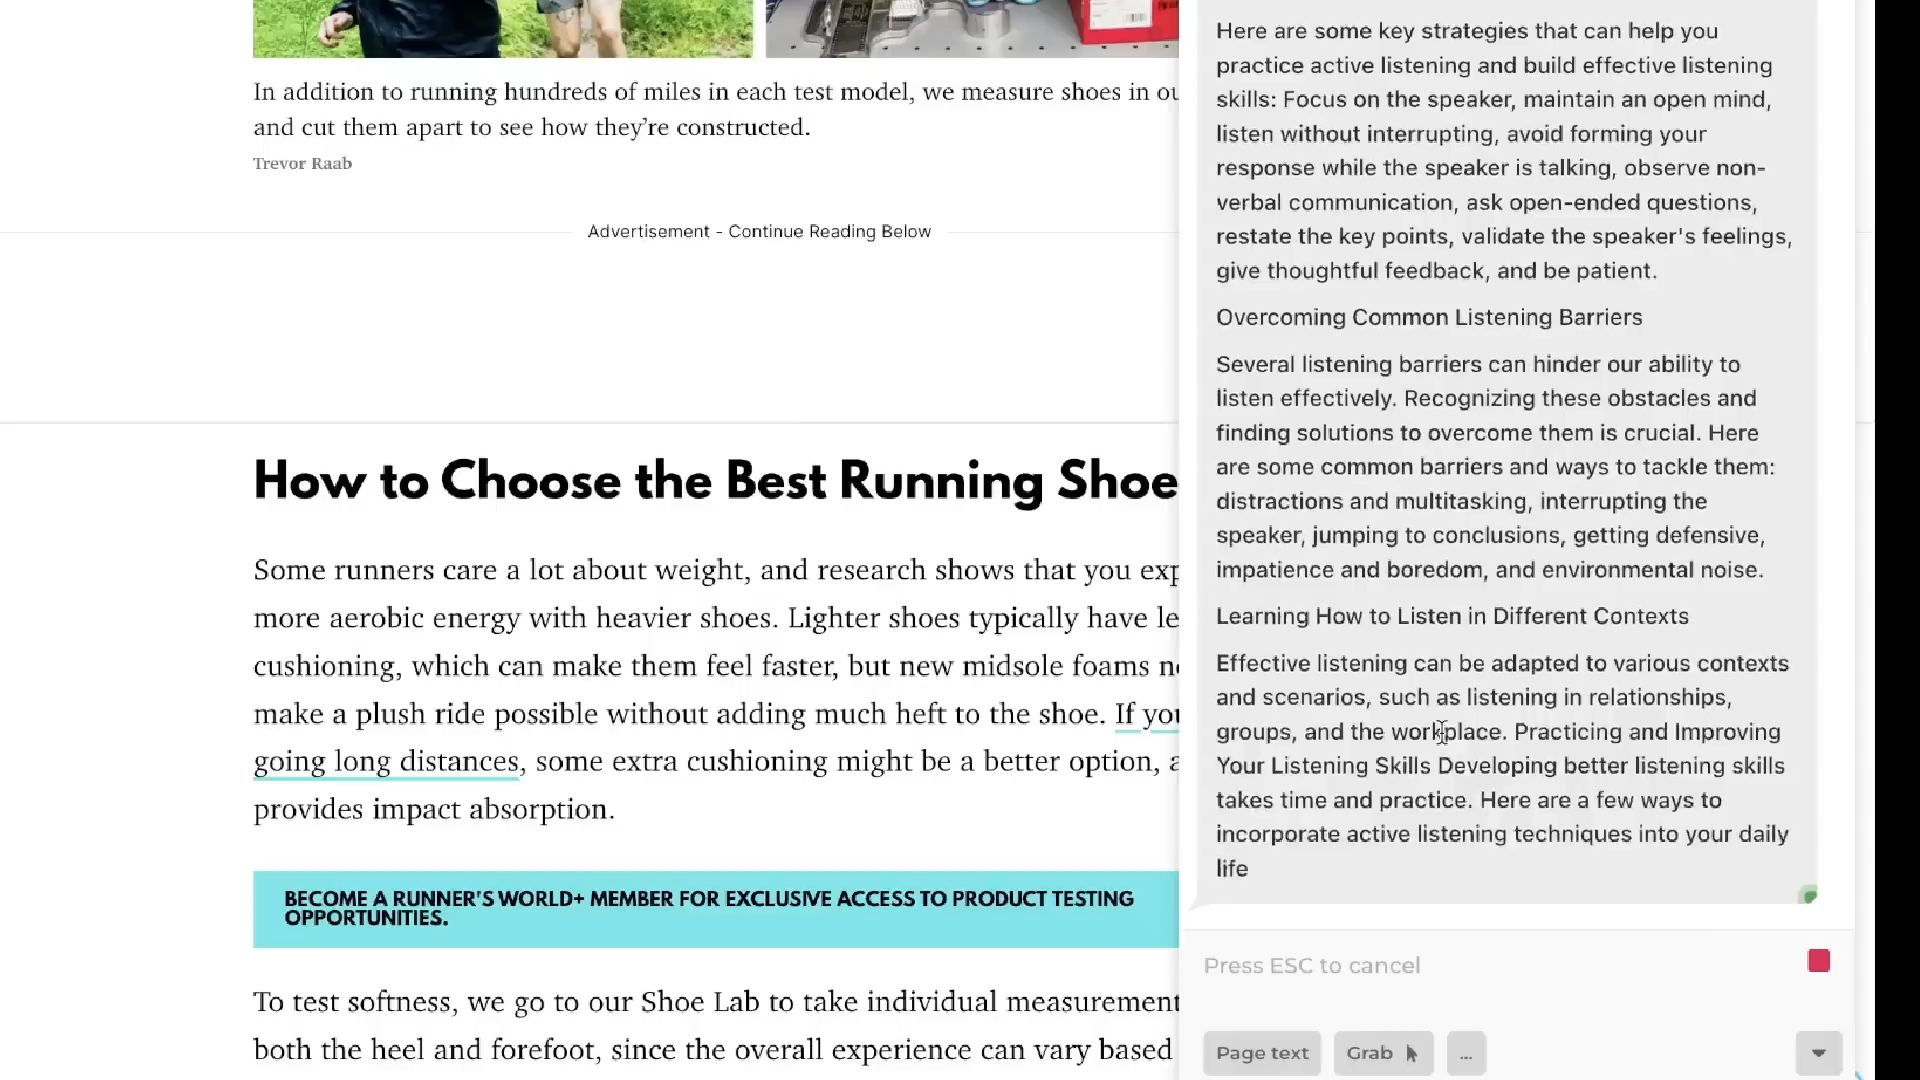 In addition to running hundreds of miles in each test model, we measure shoes in
and cut them apart to see how they’re constructed.
Trevor Raab
Advertisement - Continue Reading Below
How to Choose the Best Running Shoe
Some runners care a lot about weight, and research shows that you
more aerobic energy with heavier shoes. Lighter shoes typically have
cushioning, which can make them feel faster, but new midsole foams
make a plush ride possible without adding much heft to the shoe. If
going long distances, some extra cushioning might be a better option,
provides impact absorption.
BECOME A RUNNER'S WORLD+ MEMBER FOR EXCLUSIVE ACCESS TO PRODUCT TESTING
OPPORTUNITIES.
To test softness, we go to our Shoe Lab to take individual measurement
both the heel and forefoot, since the overall experience can vary based
Here are some key strategies that can help you
practice active listening and build effective listening
skills: Focus on the speaker, maintain an open mind,
listen without interrupting, avoid forming your
response while the speaker is talking, observe non-
verbal communication, ask open-ended questions,
restate the key points, validate the speaker's feelings,
give thoughtful feedback, and be patient.
Overcoming Common Listening Barriers
Several listening barriers can hinder our ability to
listen effectively. Recognizing these obstacles and
finding solutions to overcome them is crucial. Here
are some common barriers and ways to tackle them:
distractions and multitasking, interrupting the
speaker, jumping to conclusions, getting defensive,
impatience and boredom, and environmental noise.
Learning How to Listen in Different Contexts
Effective listening can be adapted to various contexts
and scenarios, such as listening in relationships,
groups, and the workplace. Practicing and Improving
Your Listening Skills Developing better listening skills
takes time and practice. Here are a few ways to
incorporate active listening techniques into your daily
life
Press ESC to cancel
Page text
Grab
...